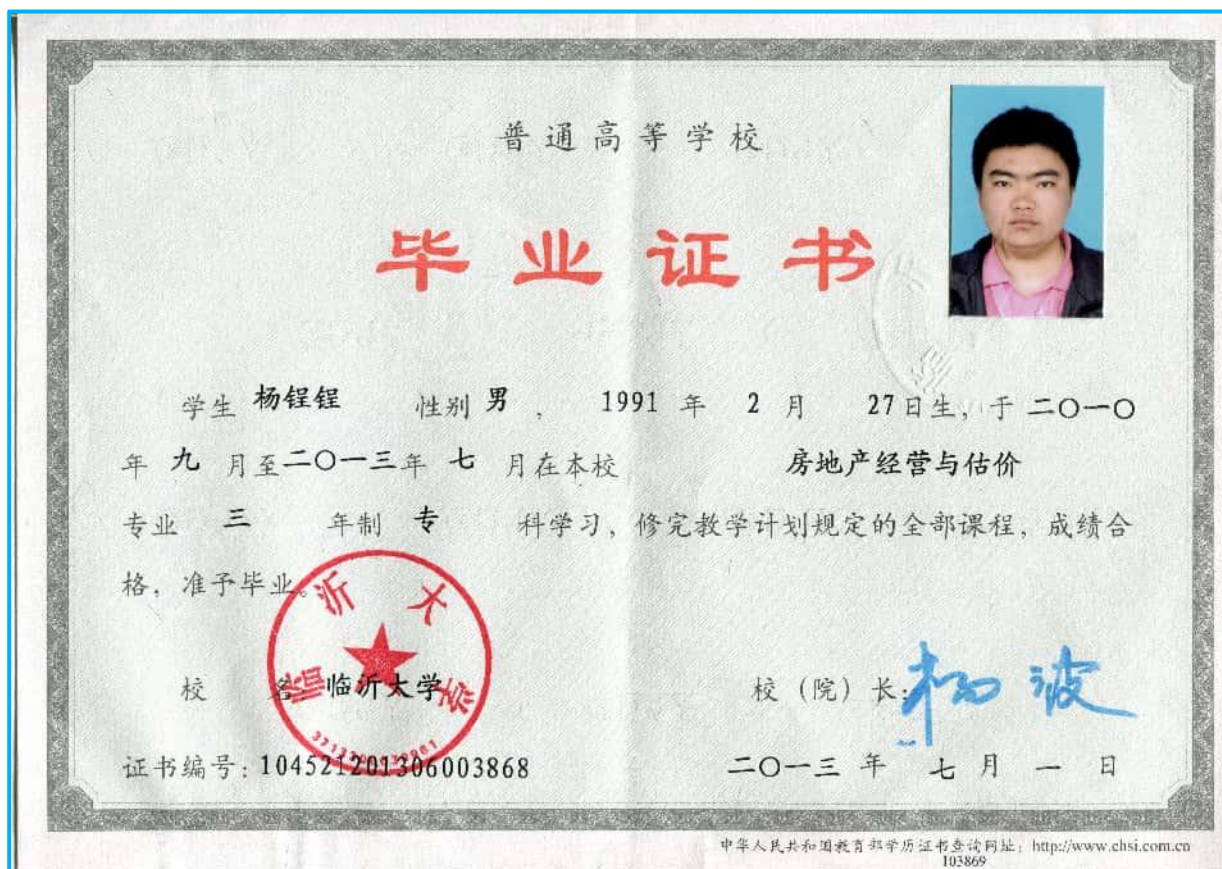 普通高等学校
毕业证书
学生 杨锃锃 性别 男 ， 1991 年 2 月 27日生，于 二〇一〇
年 九 月至二〇一三年 七 月在本校 房地产经营与估价
专业 三 年制 专 科学习，修完教学计划规定的全部课程，成绩合
格，准予毕业。
临沂大学
校 名：临沂大学
校（院）长：杨波
证书编号：104521201306003868
二〇一三 年 七 月 一 日
中华人民共和国教育部学历证书查询网址：http://www.chsi.com.cn
103869